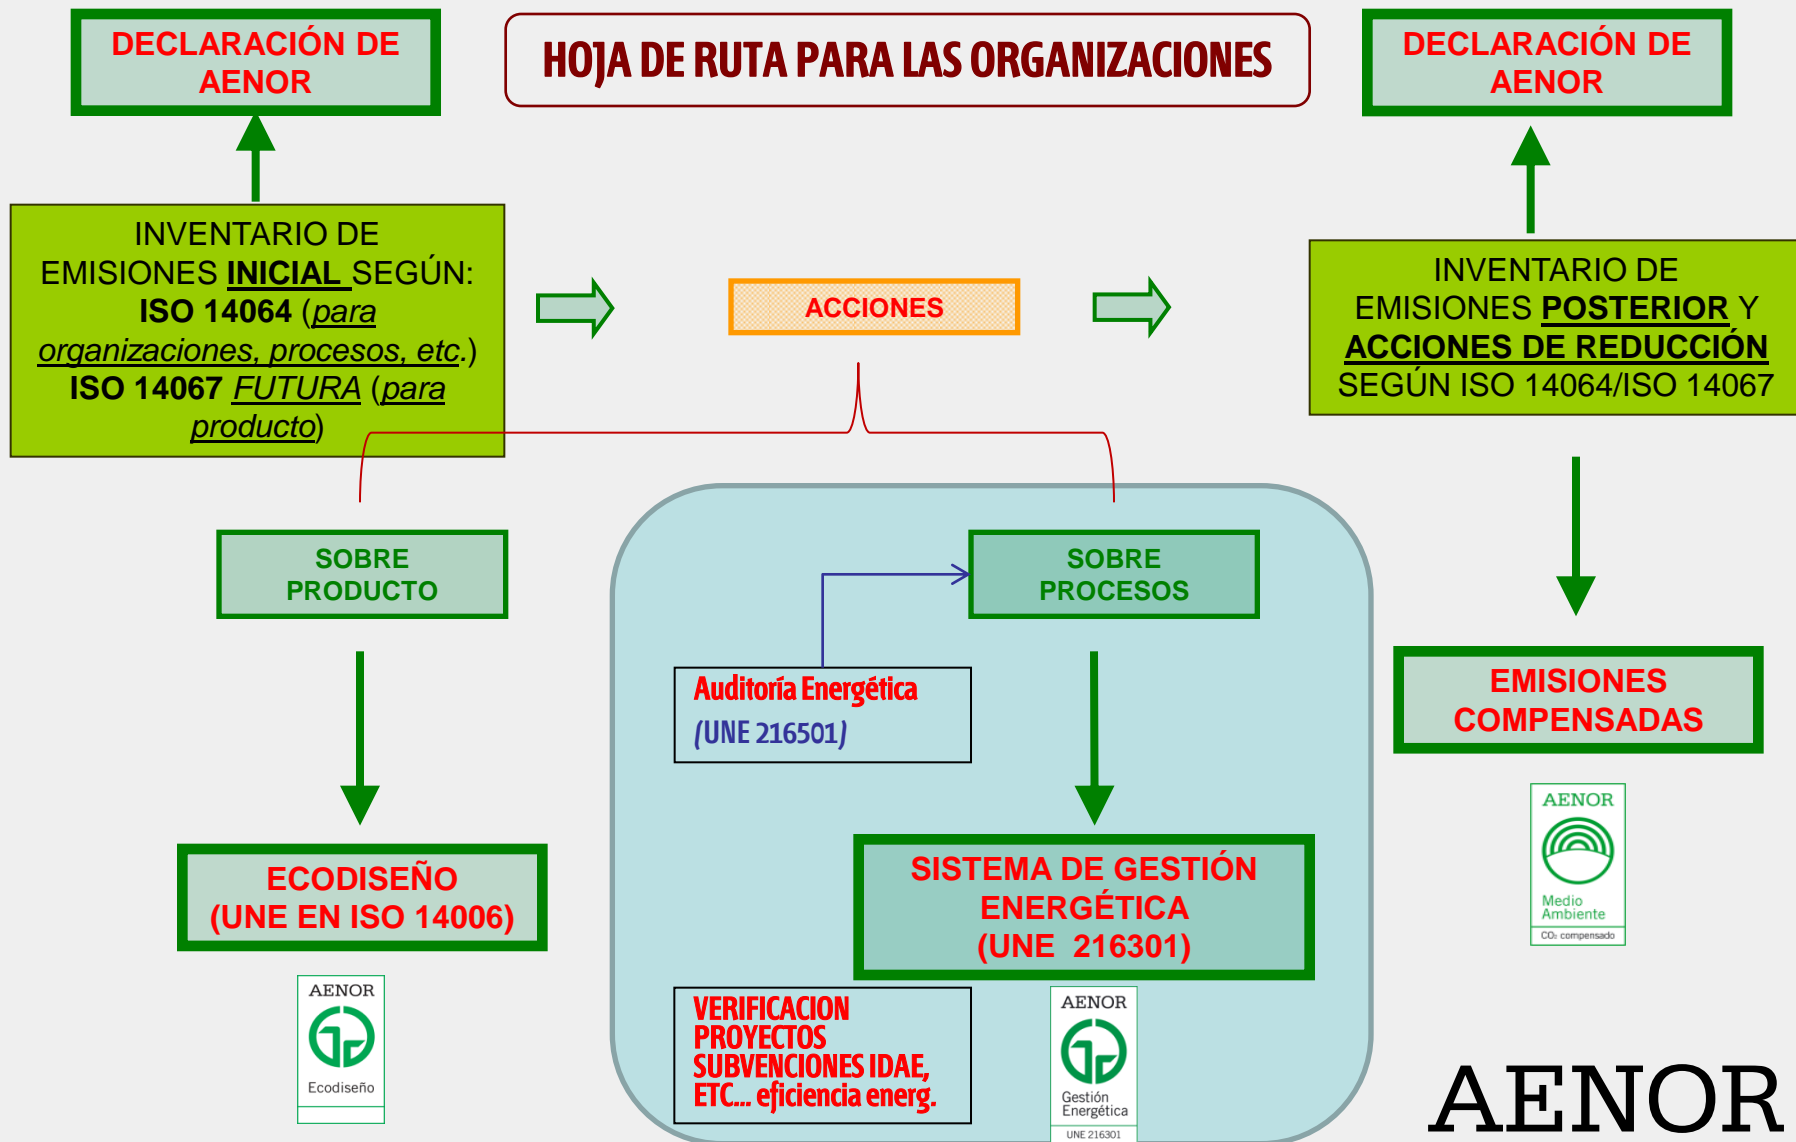 DECLARACIÓN DE
AENOR
HOJA DE RUTA PARA LAS ORGANIZACIONES
DECLARACIÓN DE
AENOR
INVENTARIO DE
EMISIONES INICIAL SEGÚN:
ISO 14064 (para
organizaciones, procesos, etc.)
ISO 14067 FUTURA (para
producto)
ACCIONES
INVENTARIO DE
EMISIONES POSTERIOR Y
ACCIONES DE REDUCCIÓN
SEGÚN ISO 14064/ISO 14067
SOBRE
PRODUCTO
SOBRE
PROCESOS
Auditoría Energética
(UNE 216501)
EMISIONES
COMPENSADAS
AENOR
Medio
Ambiente
CO2 compensado
ECODISEÑO
(UNE EN ISO 14006)
SISTEMA DE GESTIÓN
ENERGÉTICA
(UNE 216301)
AENOR
Ecodiseño
VERIFICACION
PROYECTOS
SUBVENCIONES IDAE,
ETC... eficiencia energ.
AENOR
Gestión
Energética
UNE 216301
AENOR